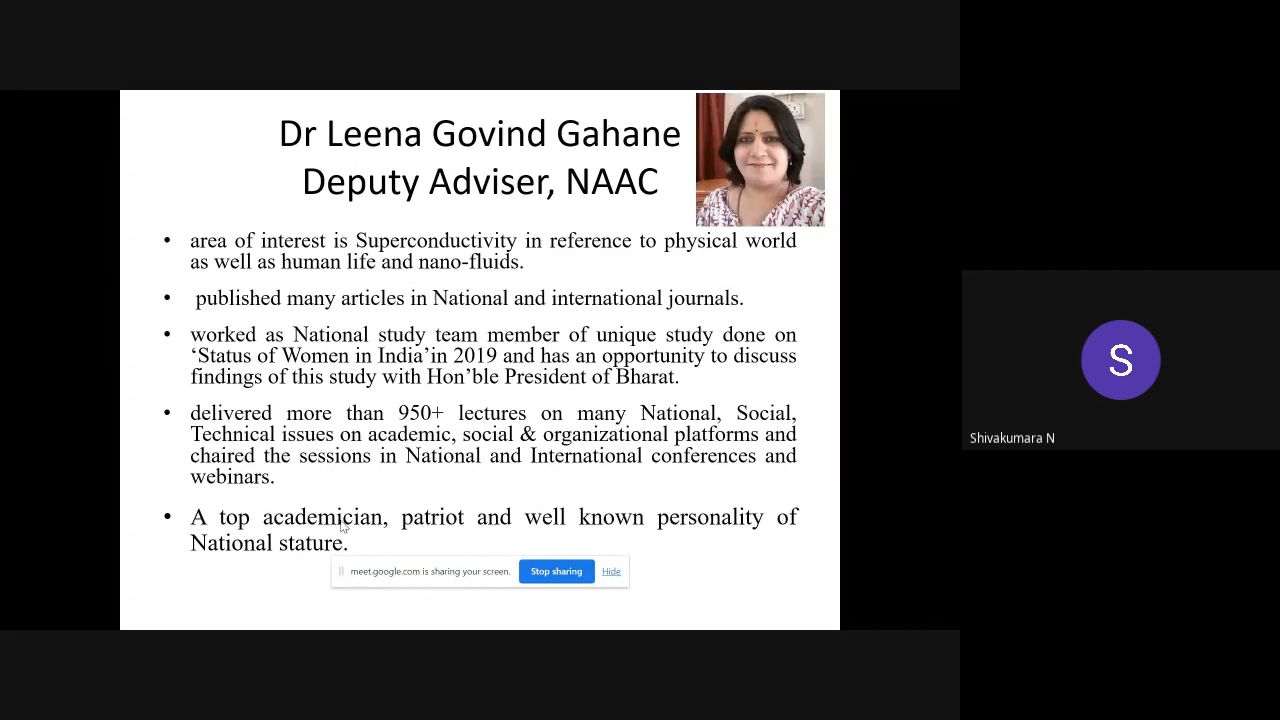 Dr Leena Govind Gahane
Deputy Adviser, NAAC
• area of interest is Superconductivity in reference to physical world
as well as human life and nano-fluids.
• published many articles in National and international journals.
• worked as National study team member of unique study done on
‘Status of Women in India’in 2019 and has an opportunity to discuss
findings of this study with Hon’ble President of Bharat.
• delivered more than 950+ lectures on many National, Social,
Technical issues on academic, social & organizational platforms and
chaired the sessions in National and International conferences and
webinars.
• A top academician, patriot and well known personality of
National stature.
meet.google.com is sharing your screen. Stop sharing Hide
S
Shivakumara N